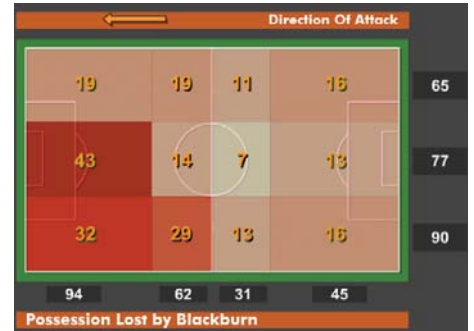 Direction Of Attack
19 19 11 16 65
43 14 7 13 77
32 29 13 16 90
94 62 31 45
Possession Lost by Blackburn